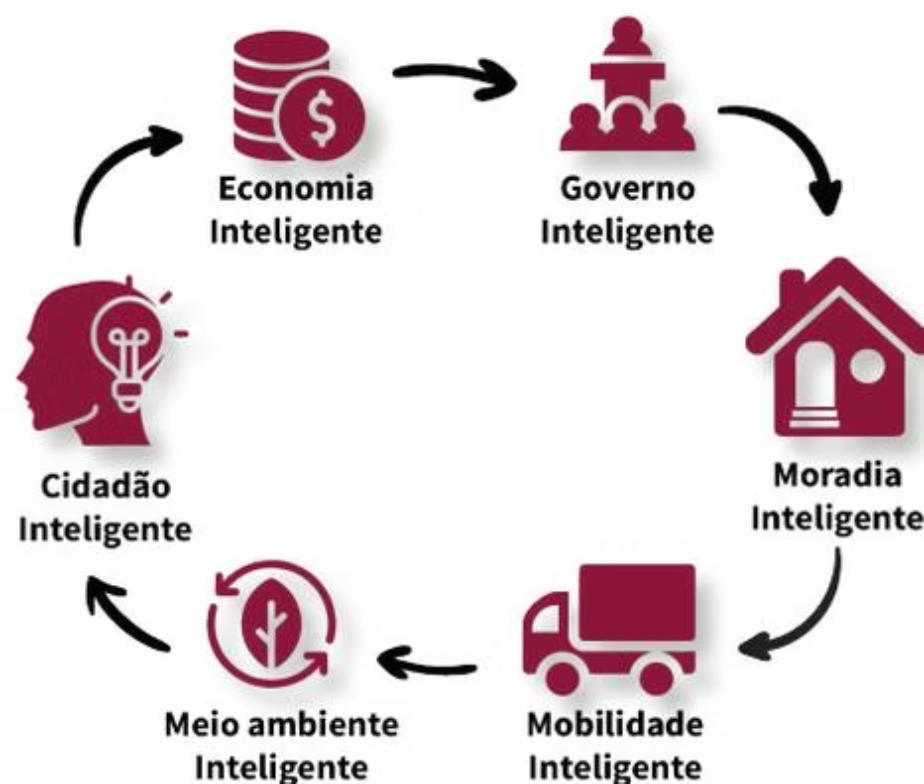 $
Economia
Inteligente
Governo
Inteligente
Moradia
Inteligente
Mobilidade
Inteligente
Meio ambiente
Inteligente
Cidadão
Inteligente